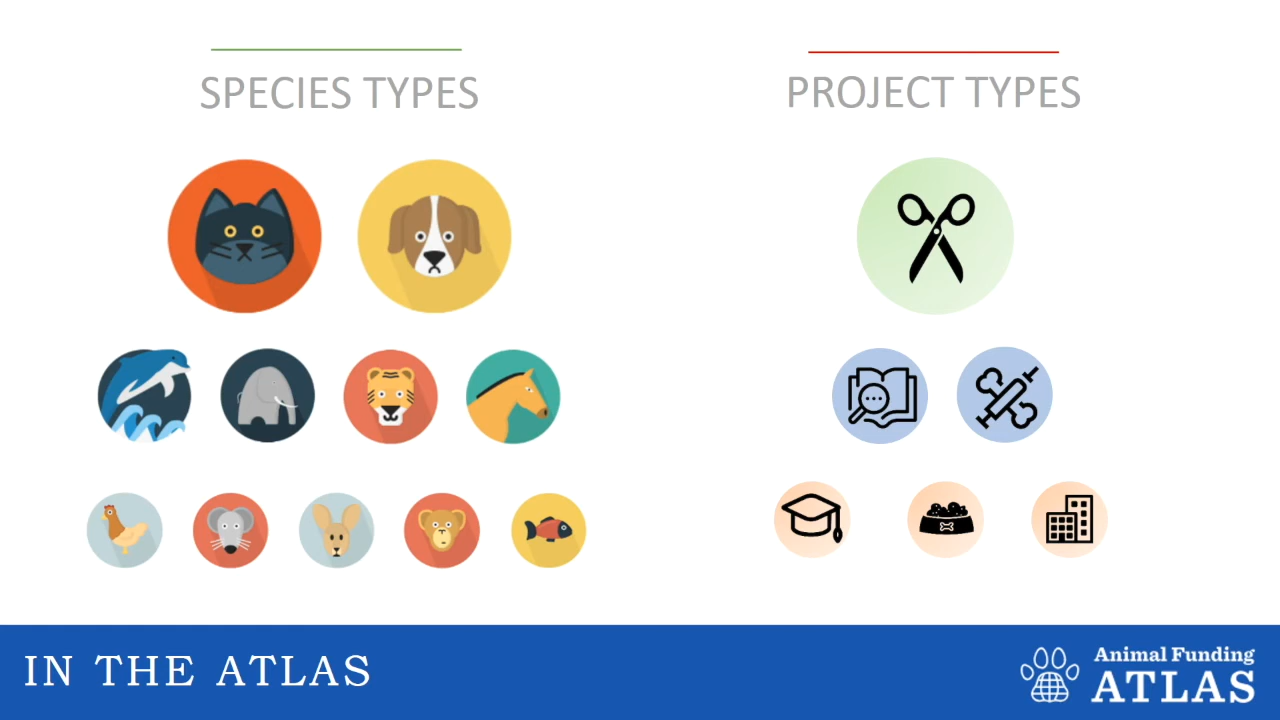 SPECIES TYPES
PROJECT TYPES
IN THE ATLAS
Animal Funding
ATLAS